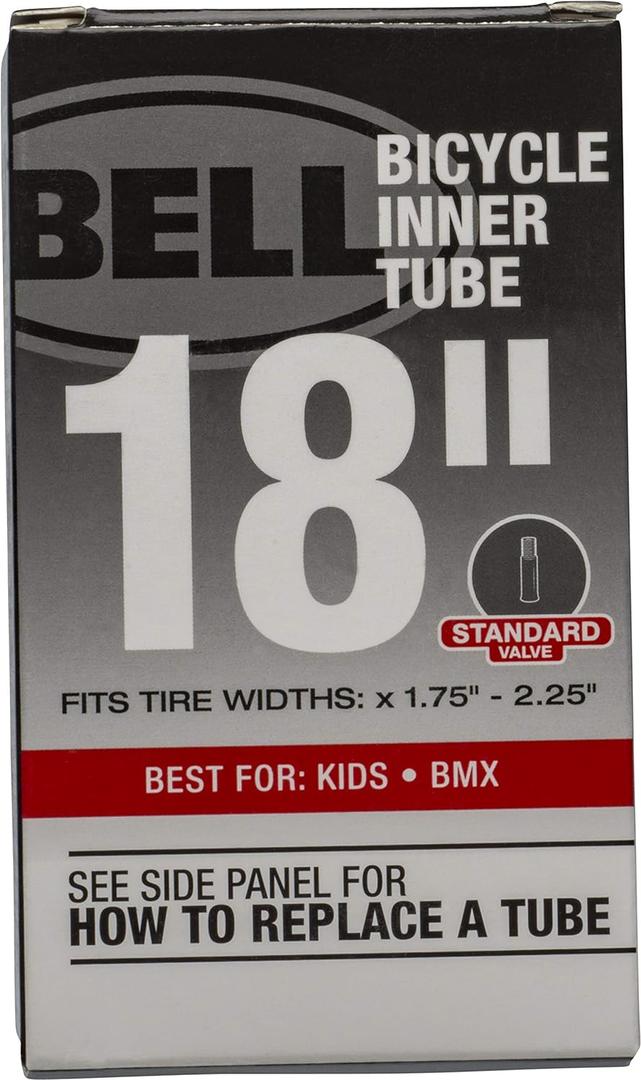 BELL
BICYCLE
INNER
TUBE
18"
STANDARD
VALVE
FITS TIRE WIDTHS: x 1.75" - 2.25"
BEST FOR: KIDS • BMX
SEE SIDE PANEL FOR
HOW TO REPLACE A TUBE